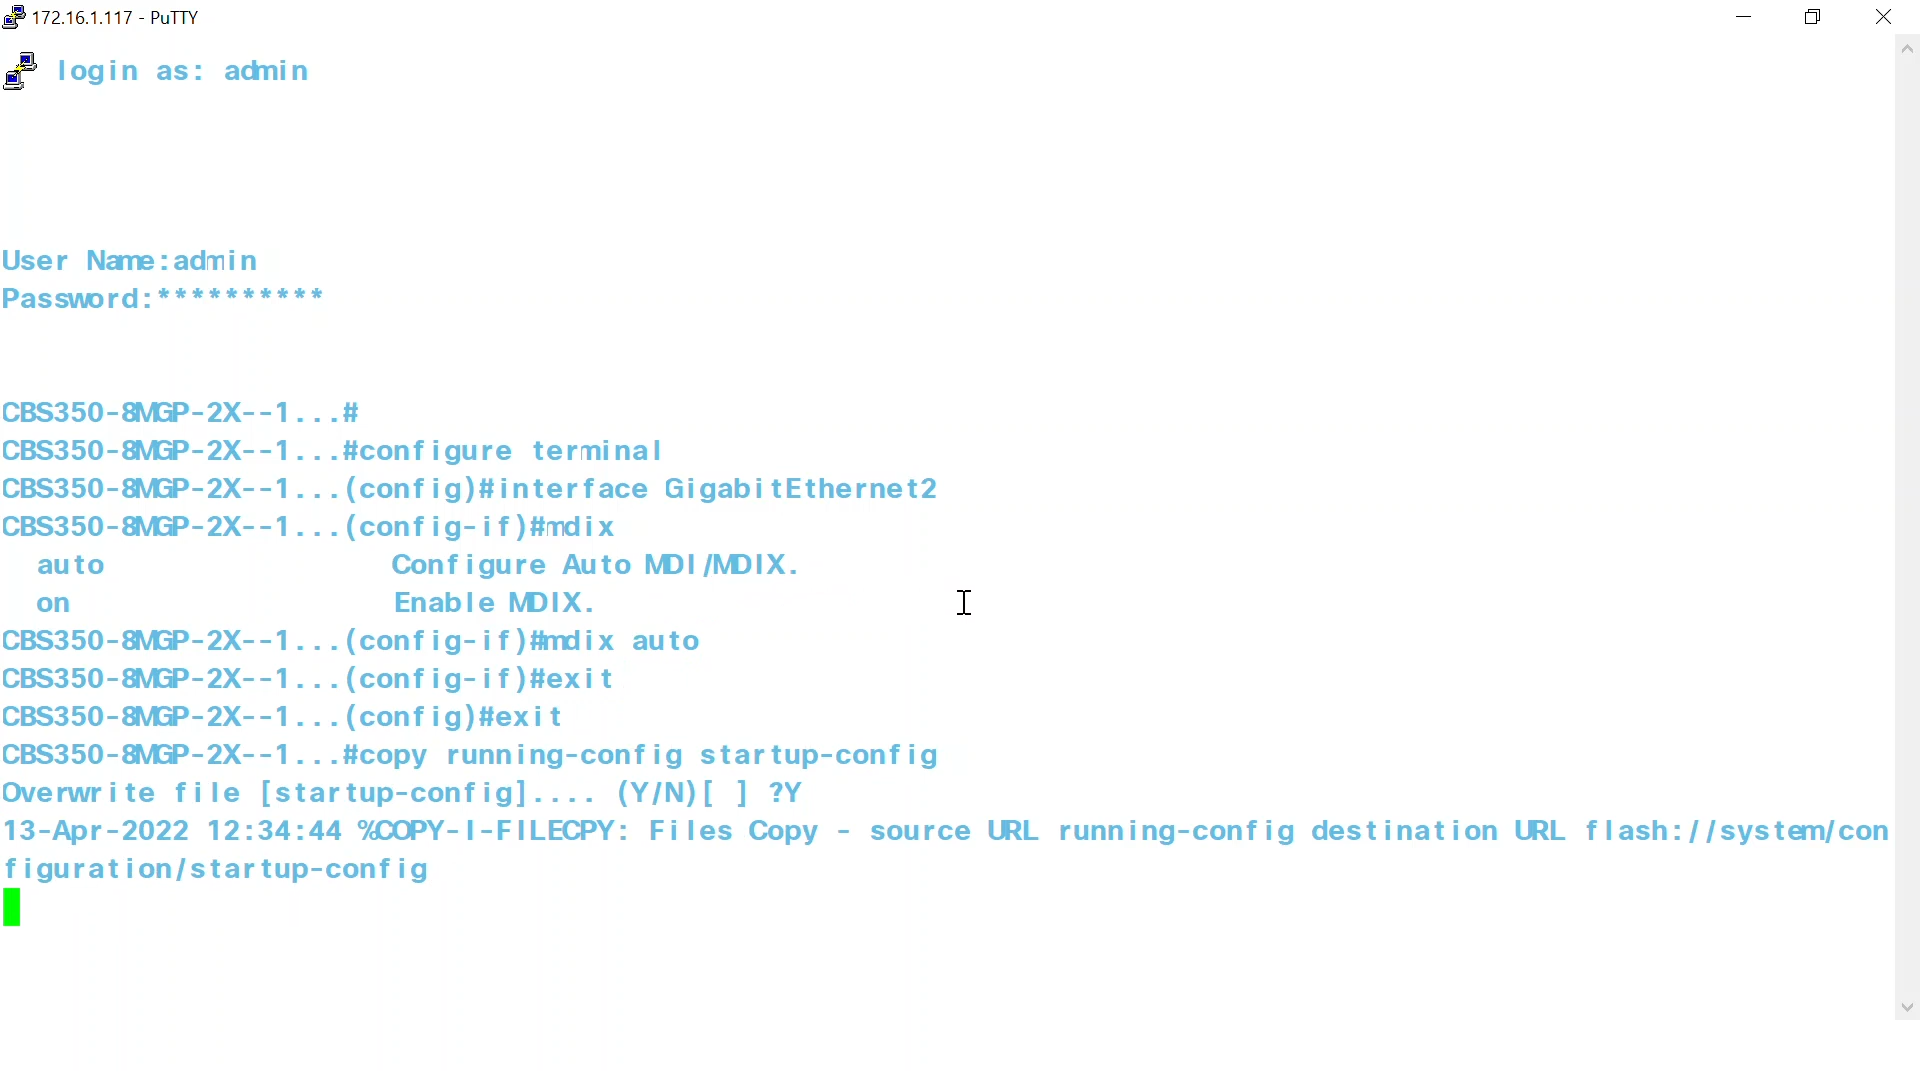 172.16.1.117 - PuTTY
login as: admin
User Name:admin
Password:**********
CBS350-8MGP-2X--1...#
CBS350-8MGP-2X--1...#configure terminal
CBS350-8MGP-2X--1...(config)#interface GigabitEthernet2
CBS350-8MGP-2X--1...(config-if)#mdix
auto Configure Auto MDI/MDIX.
on Enable MDIX.
CBS350-8MGP-2X--1...(config-if)#mdix auto
CBS350-8MGP-2X--1...(config-if)#exit
CBS350-8MGP-2X--1...(config)#exit
CBS350-8MGP-2X--1...#copy running-config startup-config
Overwrite file [startup-config].... (Y/N)[ ] ?Y
13-Apr-2022 12:34:44 %COPY-I-FILECPY: Files Copy - source URL running-config destination URL flash://system/con
figuration/startup-config